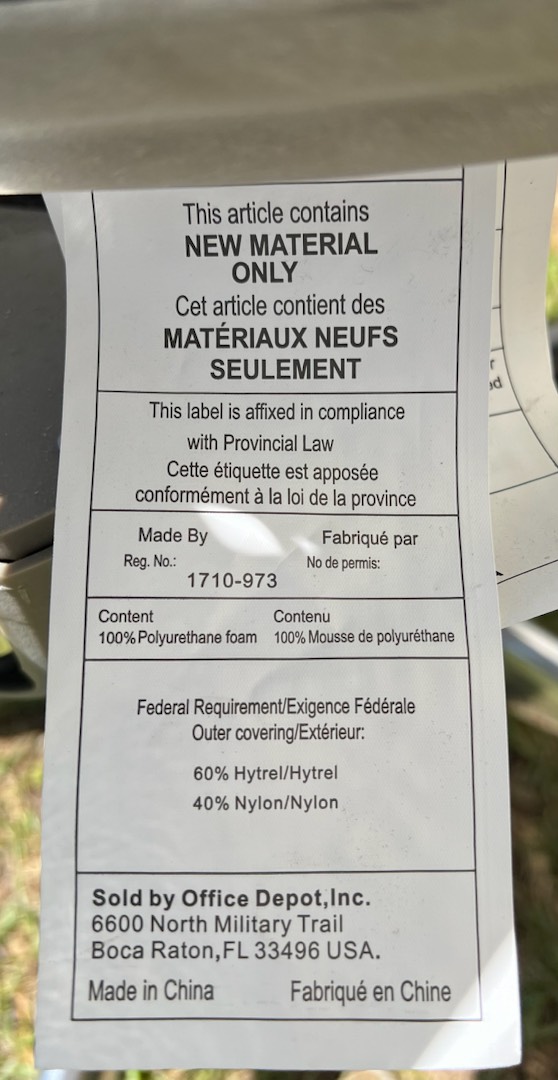 This article contains
NEW MATERIAL
ONLY
Cet article contient des
MATÉRIAUX NEUFS
SEULEMENT
This label is affixed in compliance
with Provincial Law
Cette étiquette est apposée
conformément à la loi de la province
Made By Fabriqué par
Reg. No.: No de permis:
1710-973
Content Contenu
100% Polyurethane foam 100% Mousse de polyuréthane
Federal Requirement/Exigence Fédérale
Outer covering/Extérieur:
60% Hytrel/Hytrel
40% Nylon/Nylon
Sold by Office Depot,Inc.
6600 North Military Trail
Boca Raton,FL 33496 USA.
Made in China Fabriqué en Chine